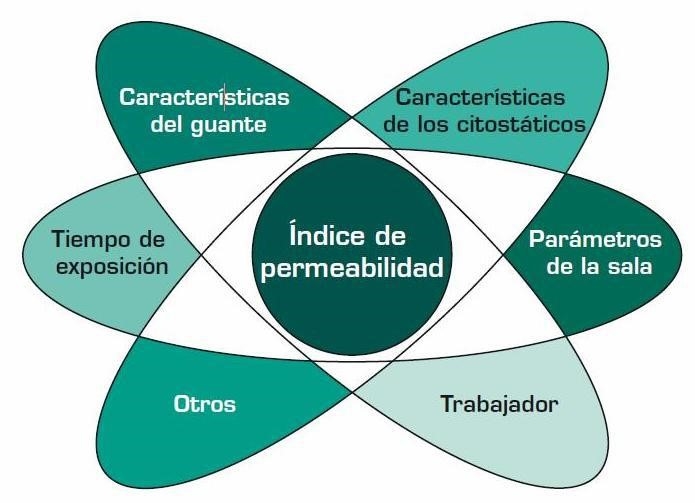 Características
del guante
Características
de los citostáticos
Tiempo de
exposición
Índice de
permeabilidad
Parámetros
de la sala
Otros
Trabajador